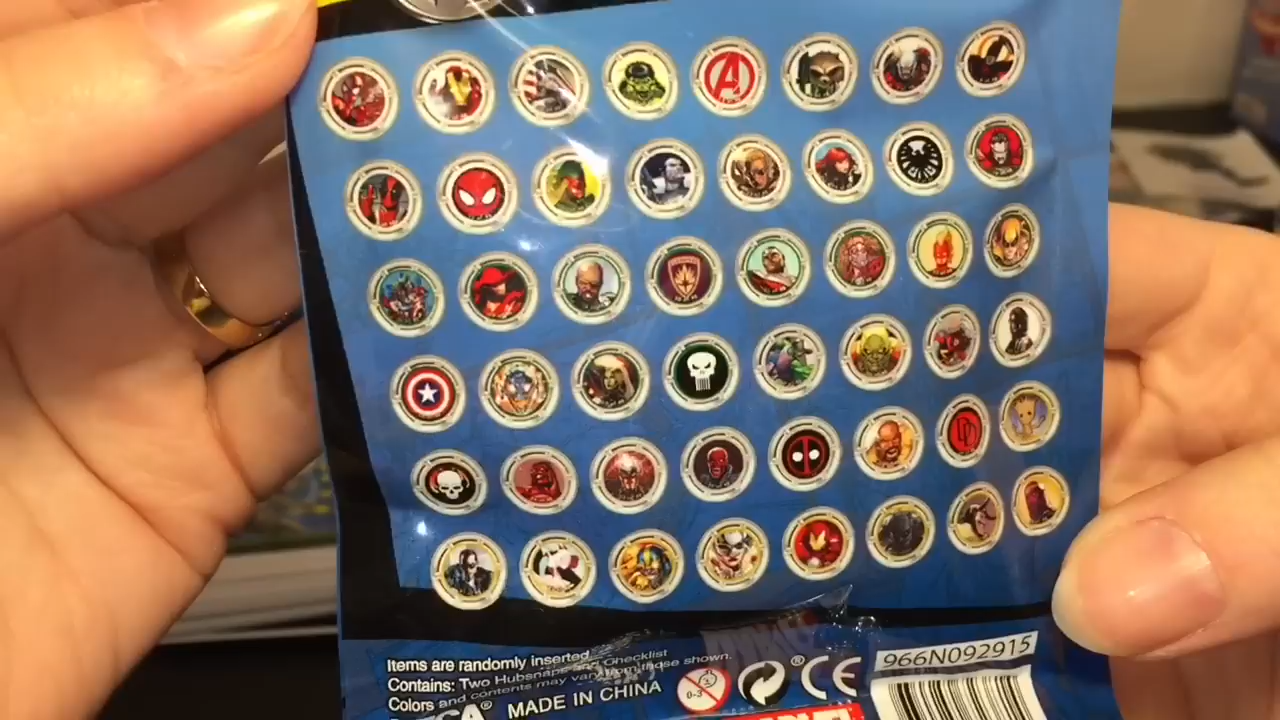 Items are randomly inserted.
Contains: Two Hubsnaps and Checklist
Colors and contents may vary from those shown.
MADE IN CHINA
0-3
®
CE
966N092915